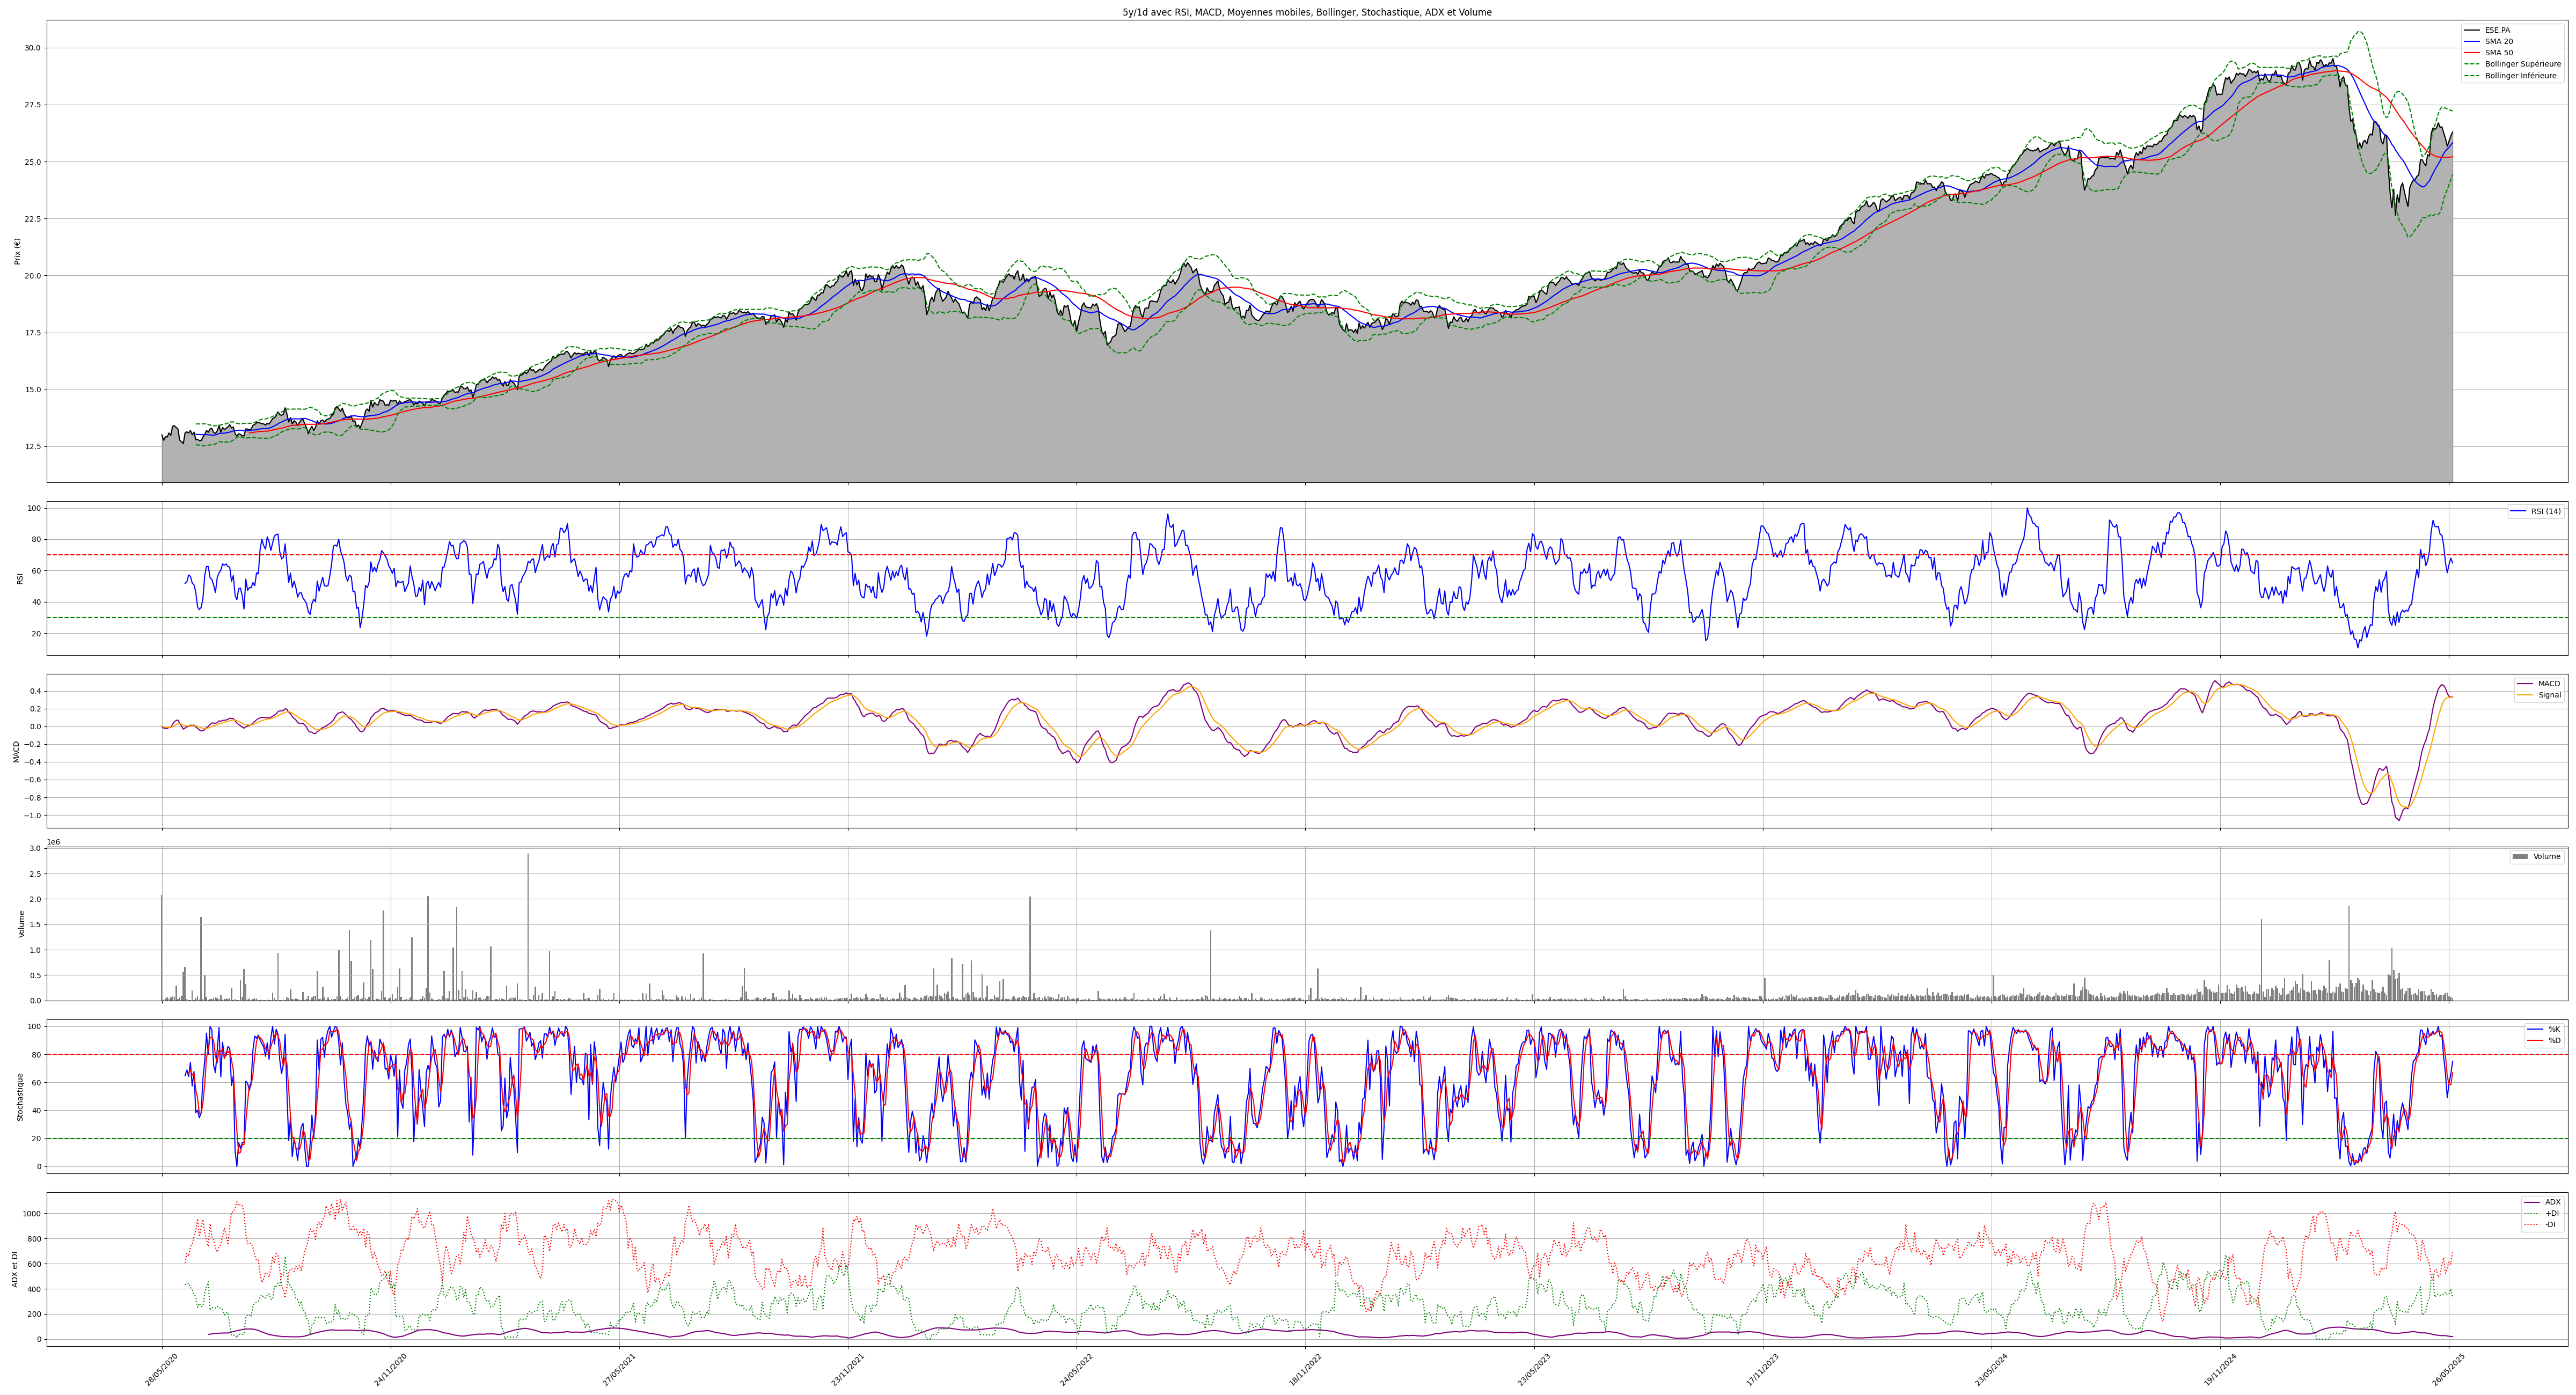 5y/1d avec RSI, MACD, Moyennes mobiles, Bollinger, Stochastique, ADX et Volume
ESE.PA
SMA 20
SMA 50
Bollinger Supérieure
Bollinger Inférieure
Prix (€)
30.0
27.5
25.0
22.5
20.0
17.5
15.0
12.5
RSI (14)
RSI
100
80
60
40
20
MACD
Signal
MACD
0.4
0.2
0.0
−0.2
−0.4
−0.6
−0.8
−1.0
1e6
Volume
Volume
3.0
2.5
2.0
1.5
1.0
0.5
0.0
%K
%D
Stochastique
100
80
60
40
20
0
ADX
+DI
-DI
ADX et DI
1000
800
600
400
200
0
28/05/2020
24/11/2020
27/05/2021
23/11/2021
24/05/2022
18/11/2022
23/05/2023
17/11/2023
23/05/2024
19/11/2024
26/05/2025